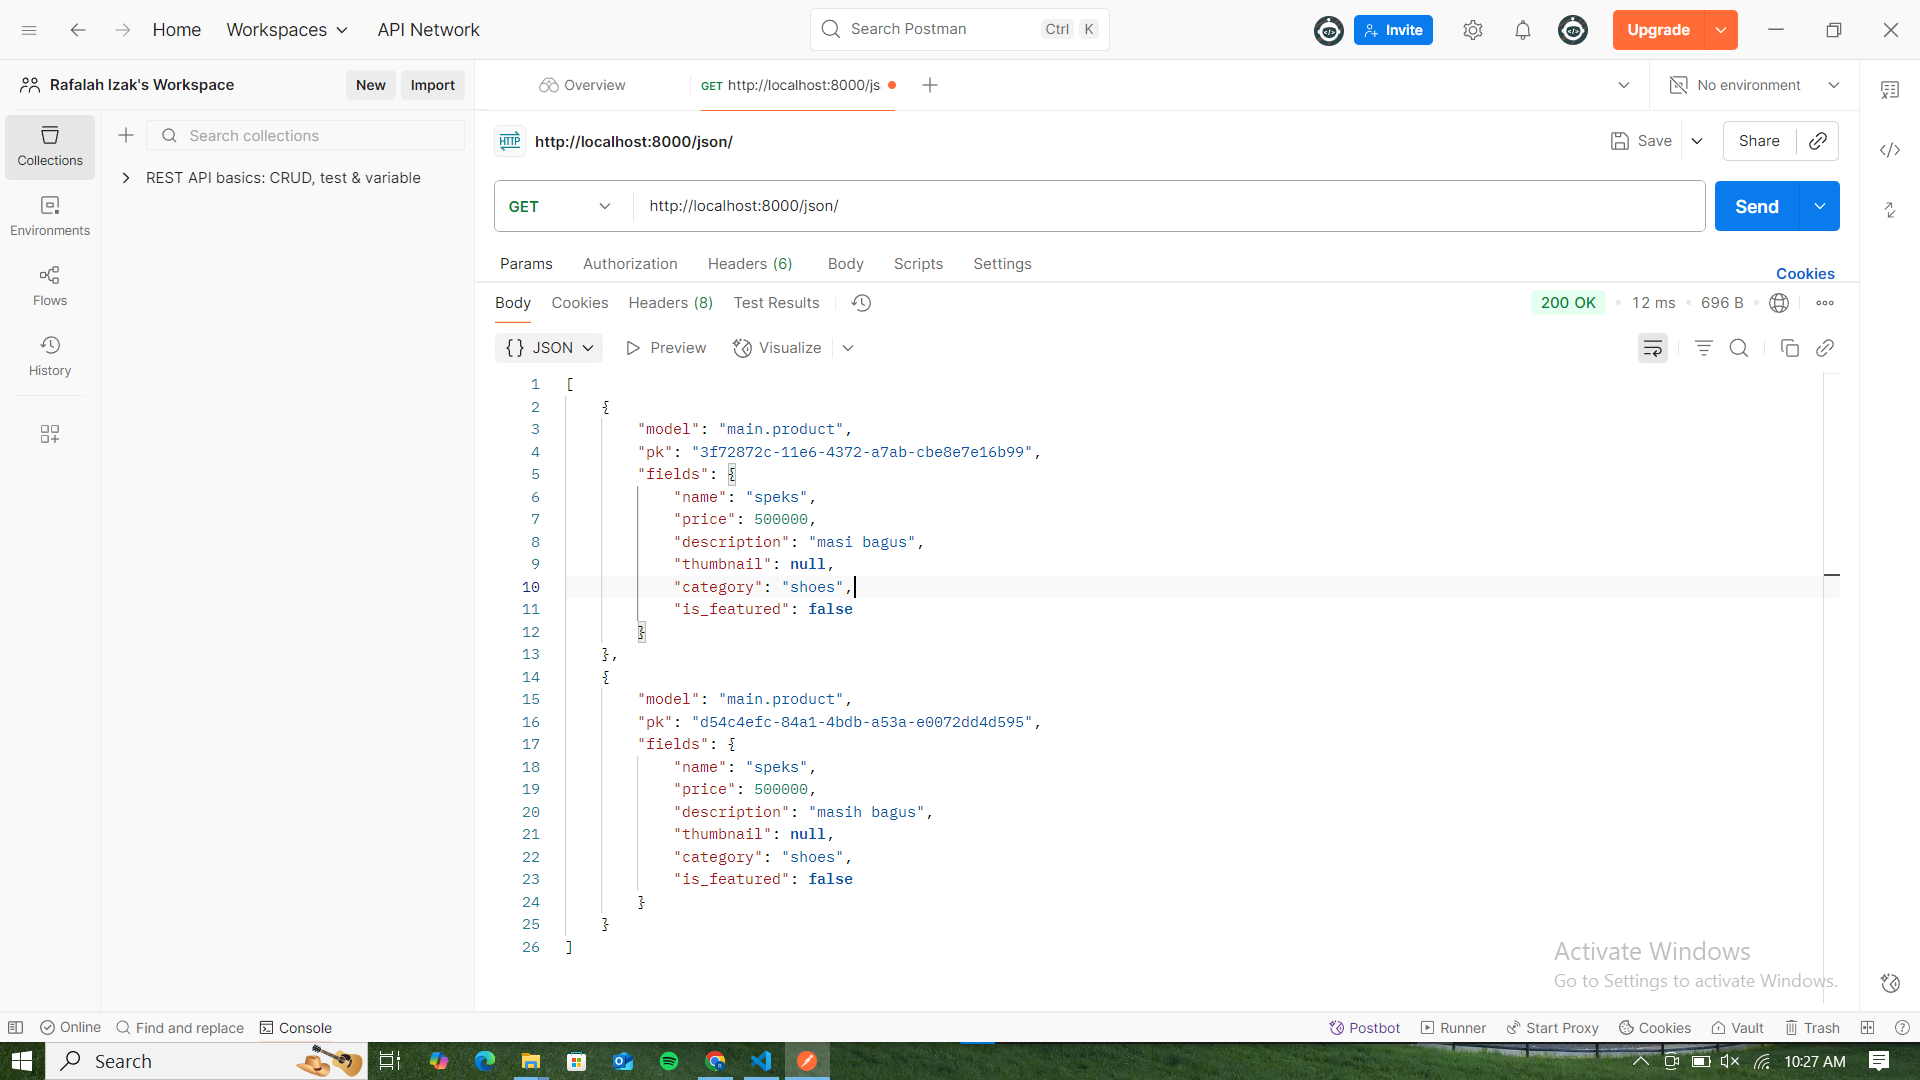 Home Workspaces API Network Search Postman Ctrl K Invite Upgrade
Rafalah Izak's Workspace New Import Overview GET http://localhost:8000/js No environment
Search collections
Collections
REST API basics: CRUD, test & variable
Environments
Flows
History
HTTP http://localhost:8000/json/ Save Share
GET http://localhost:8000/json/ Send
Params Authorization Headers (6) Body Scripts Settings Cookies
Body Cookies Headers (8) Test Results 200 OK 12 ms 696 B
{} JSON Preview Visualize
1 [
2 {
3 "model": "main.product",
4 "pk": "3f72872c-11e6-4372-a7ab-cbe8e7e16b99",
5 "fields": {
6 "name": "speks",
7 "price": 500000,
8 "description": "masi bagus",
9 "thumbnail": null,
10 "category": "shoes",
11 "is_featured": false
12 }
13 },
14 {
15 "model": "main.product",
16 "pk": "d54c4efc-84a1-4bdb-a53a-e0072dd4d595",
17 "fields": {
18 "name": "speks",
19 "price": 500000,
20 "description": "masih bagus",
21 "thumbnail": null,
22 "category": "shoes",
23 "is_featured": false
24 }
25 }
26 ]
Activate Windows
Go to Settings to activate Windows.
Online Find and replace Console Postbot Runner Start Proxy Cookies Vault Trash
Search 10:27 AM